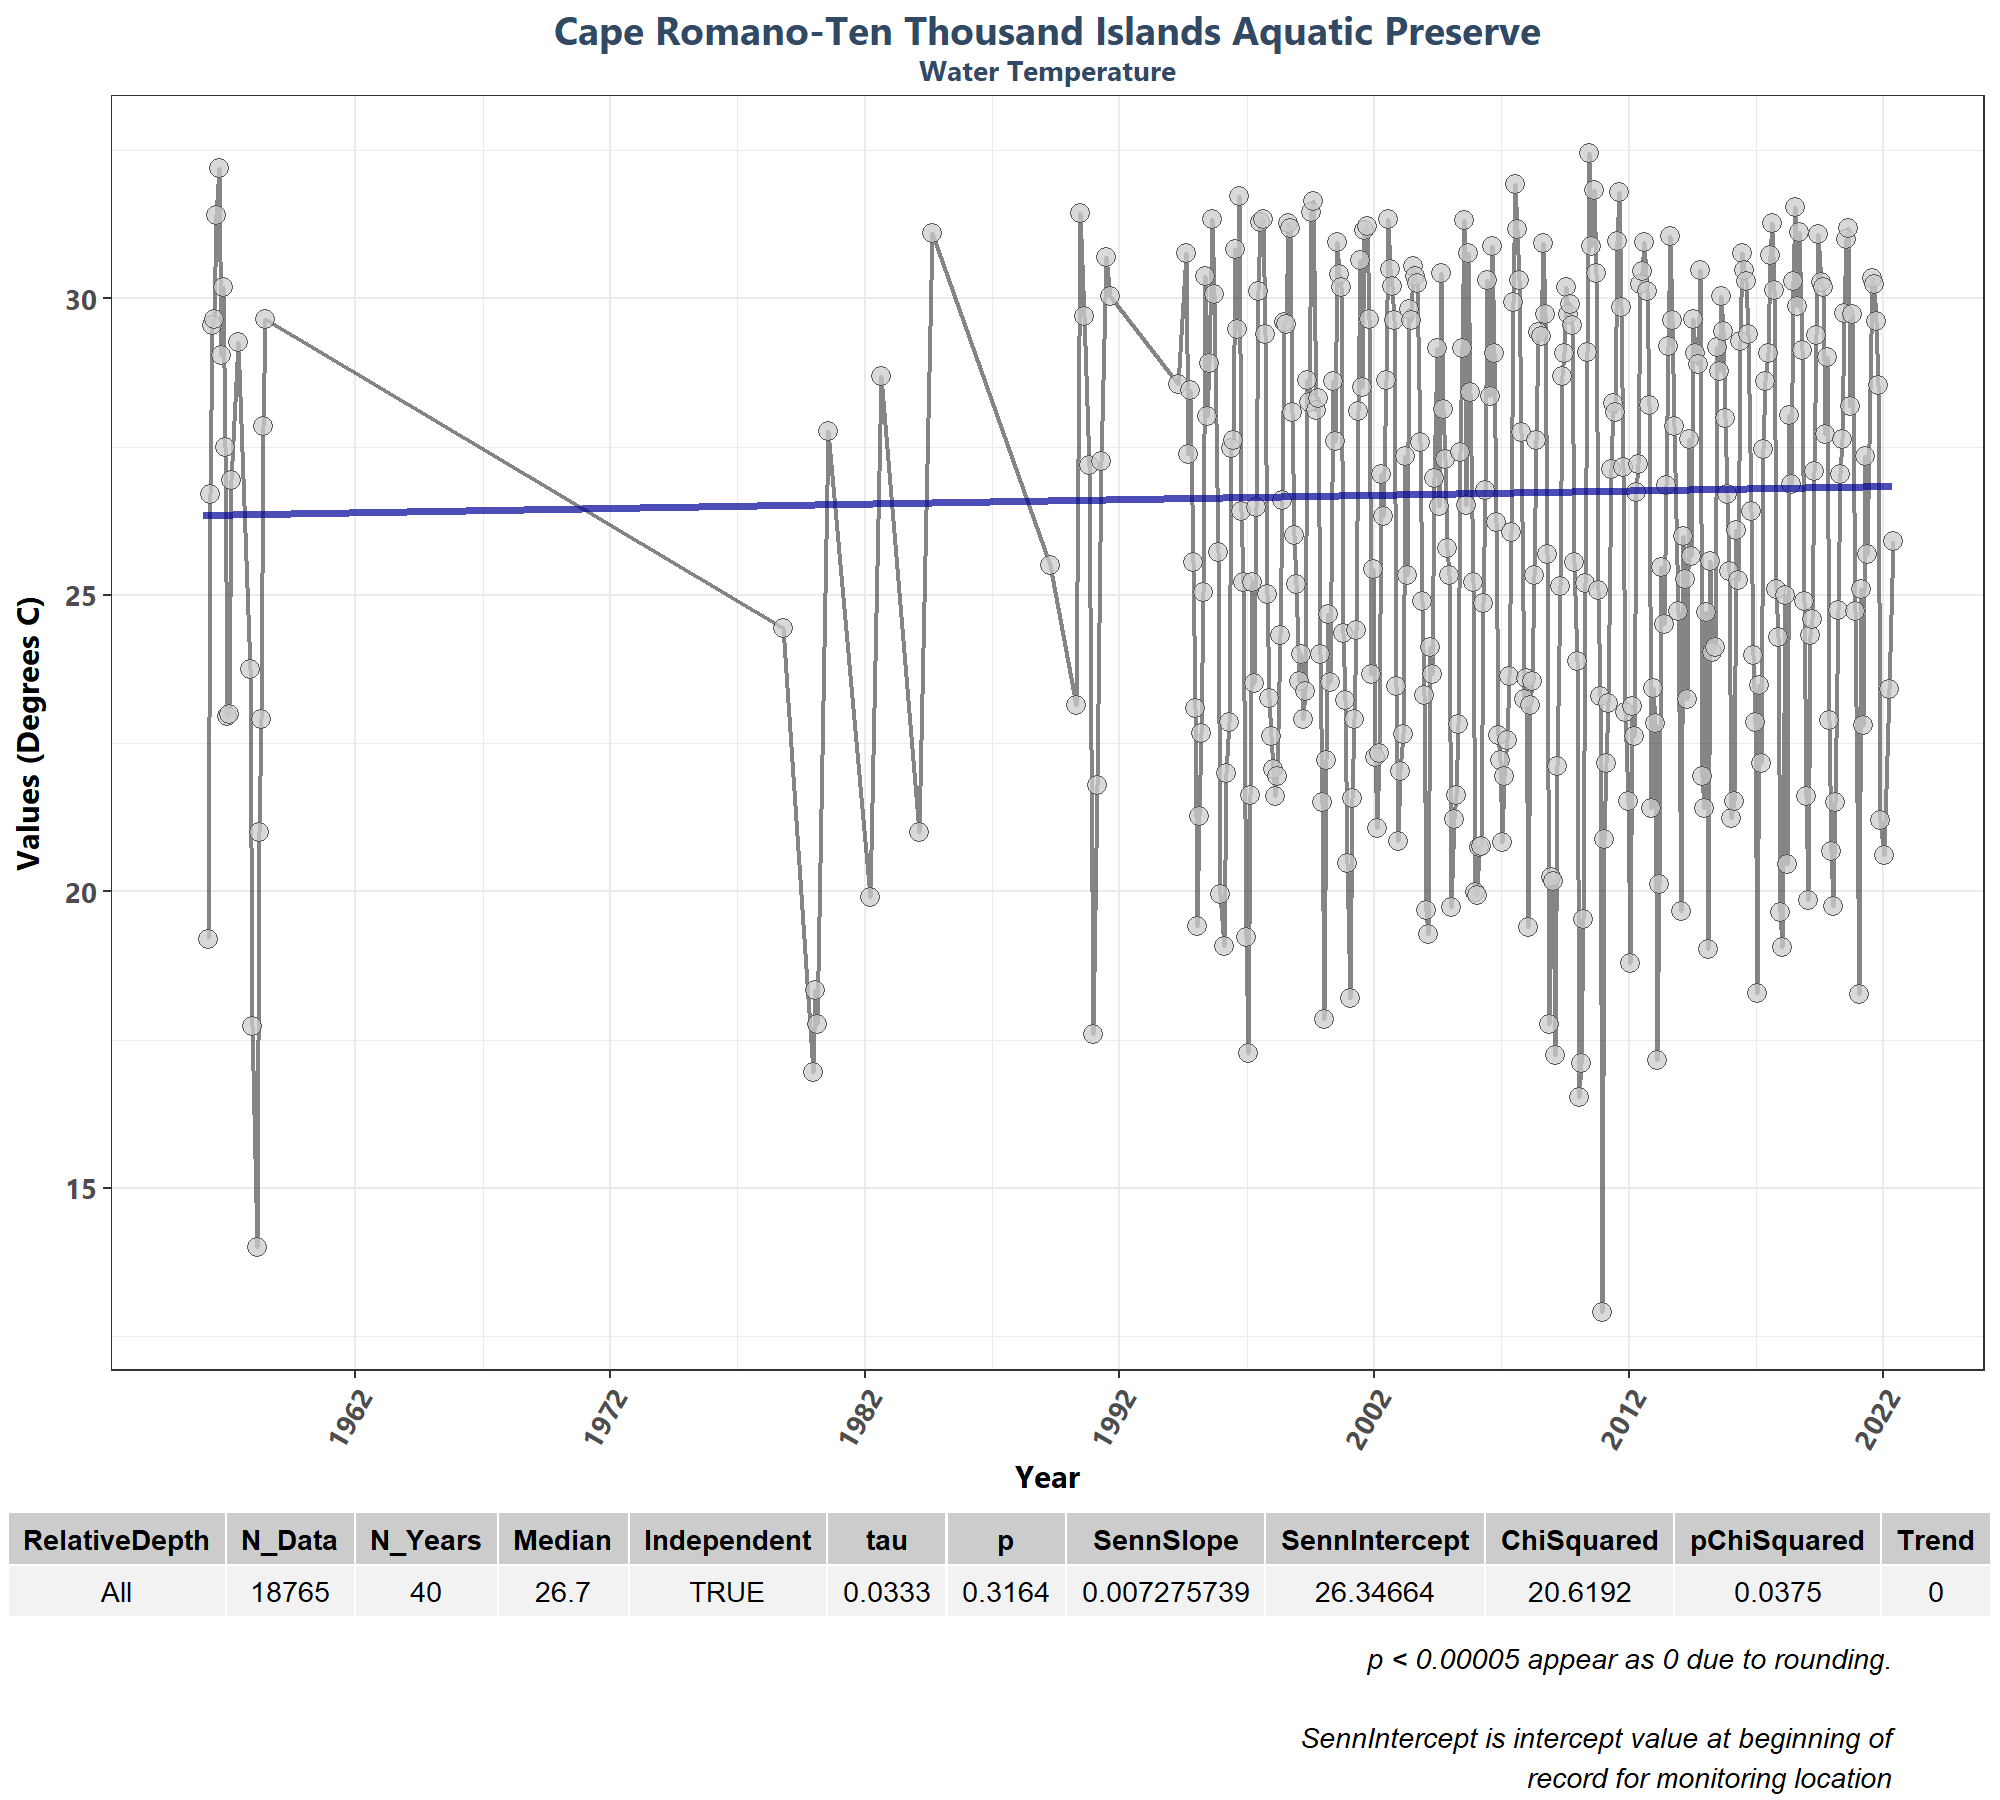 Cape Romano-Ten Thousand Islands Aquatic Preserve
Water Temperature
Values (Degrees C)
30
25
20
15
1962
1972
1982
1992
2002
2012
2022
Year
RelativeDepth N_Data N_Years Median Independent tau p SennSlope SennIntercept ChiSquared pChiSquared Trend
All 18765 40 26.7 TRUE 0.0333 0.3164 0.007275739 26.34664 20.6192 0.0375 0
p < 0.00005 appear as 0 due to rounding.
SennIntercept is intercept value at beginning of
record for monitoring location